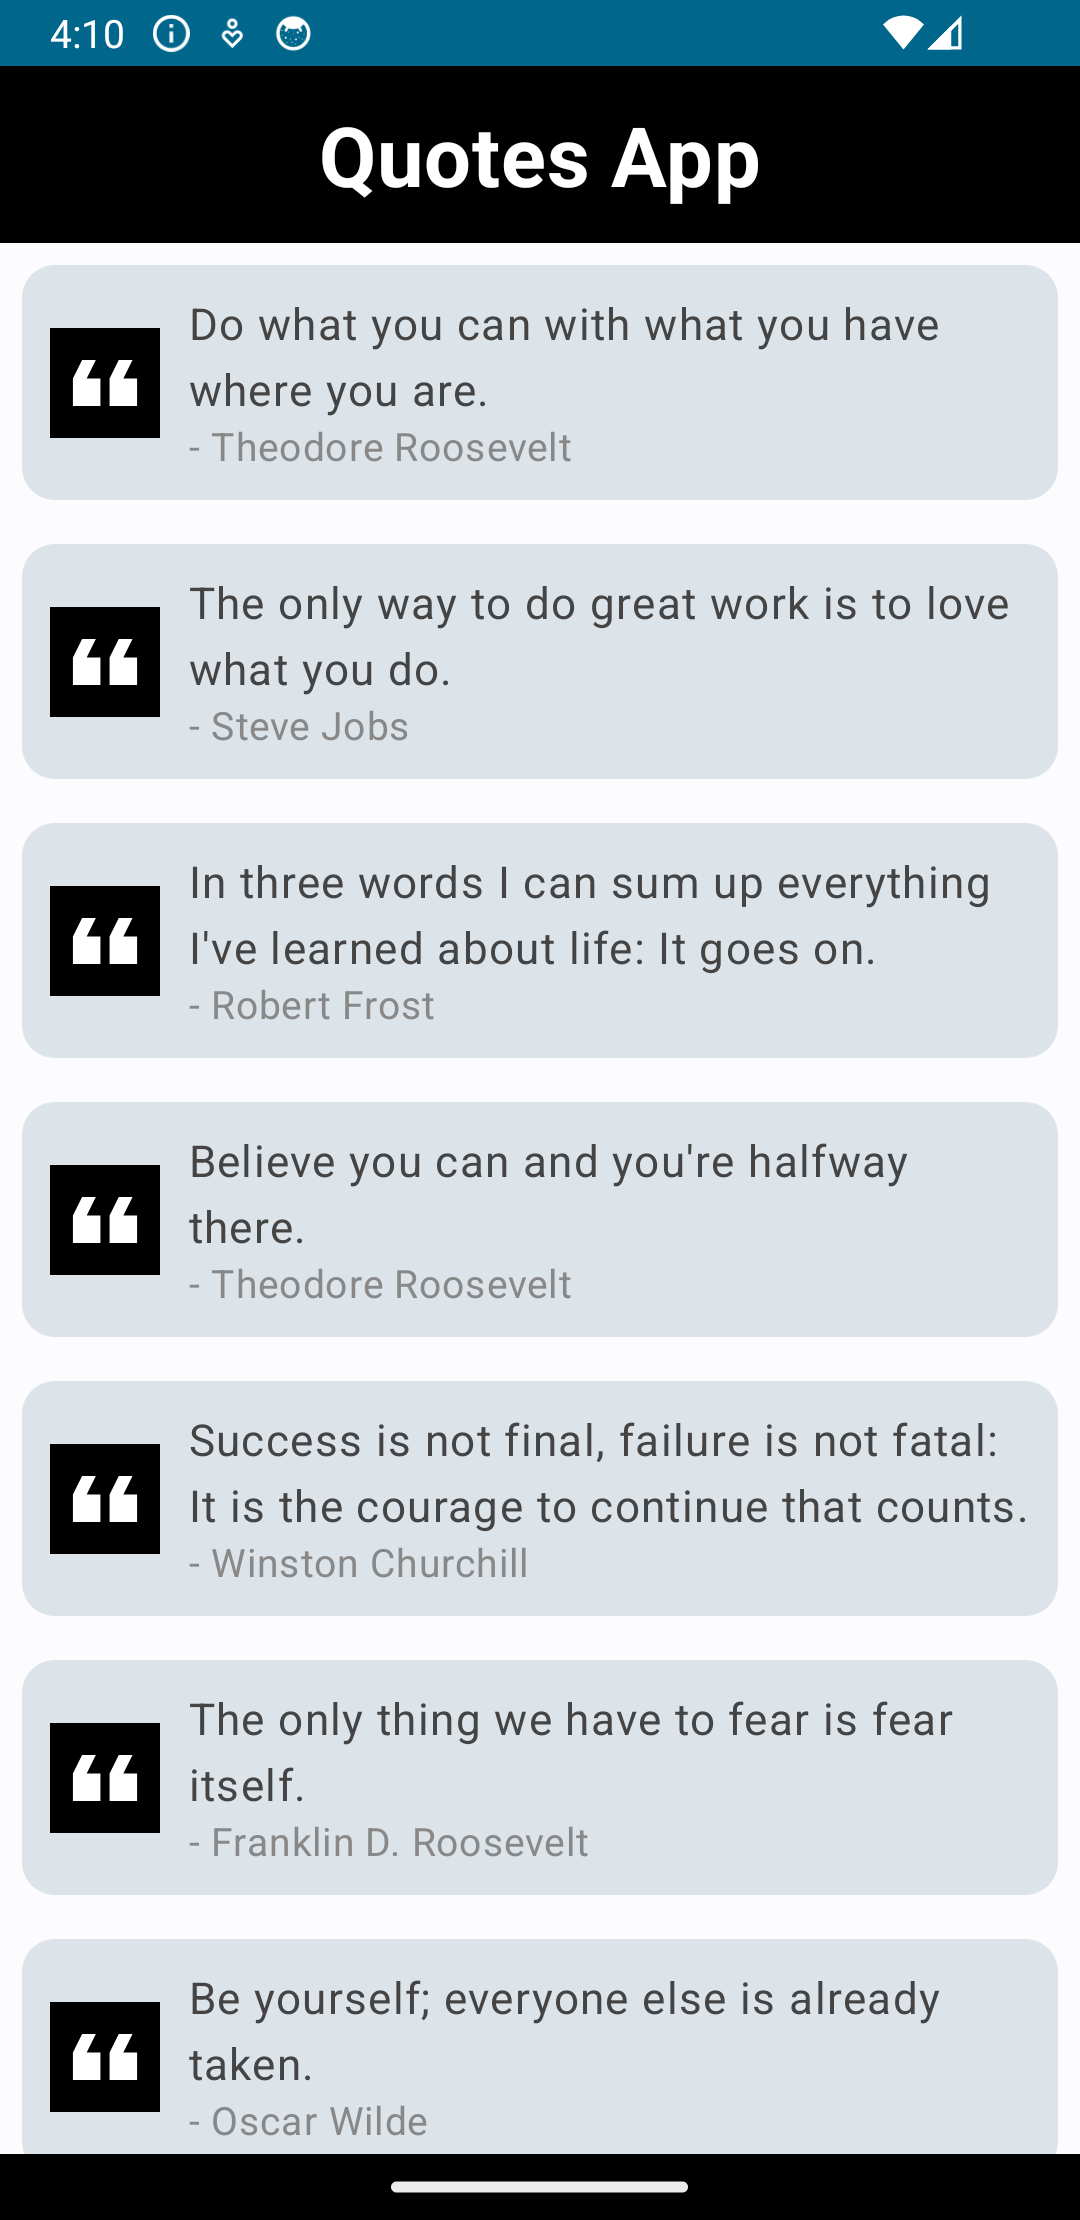 4:10
Quotes App
Do what you can with what you have
where you are.
- Theodore Roosevelt
The only way to do great work is to love
what you do.
- Steve Jobs
In three words I can sum up everything
I've learned about life: It goes on.
- Robert Frost
Believe you can and you're halfway
there.
- Theodore Roosevelt
Success is not final, failure is not fatal:
It is the courage to continue that counts.
- Winston Churchill
The only thing we have to fear is fear
itself.
- Franklin D. Roosevelt
Be yourself; everyone else is already
taken.
- Oscar Wilde